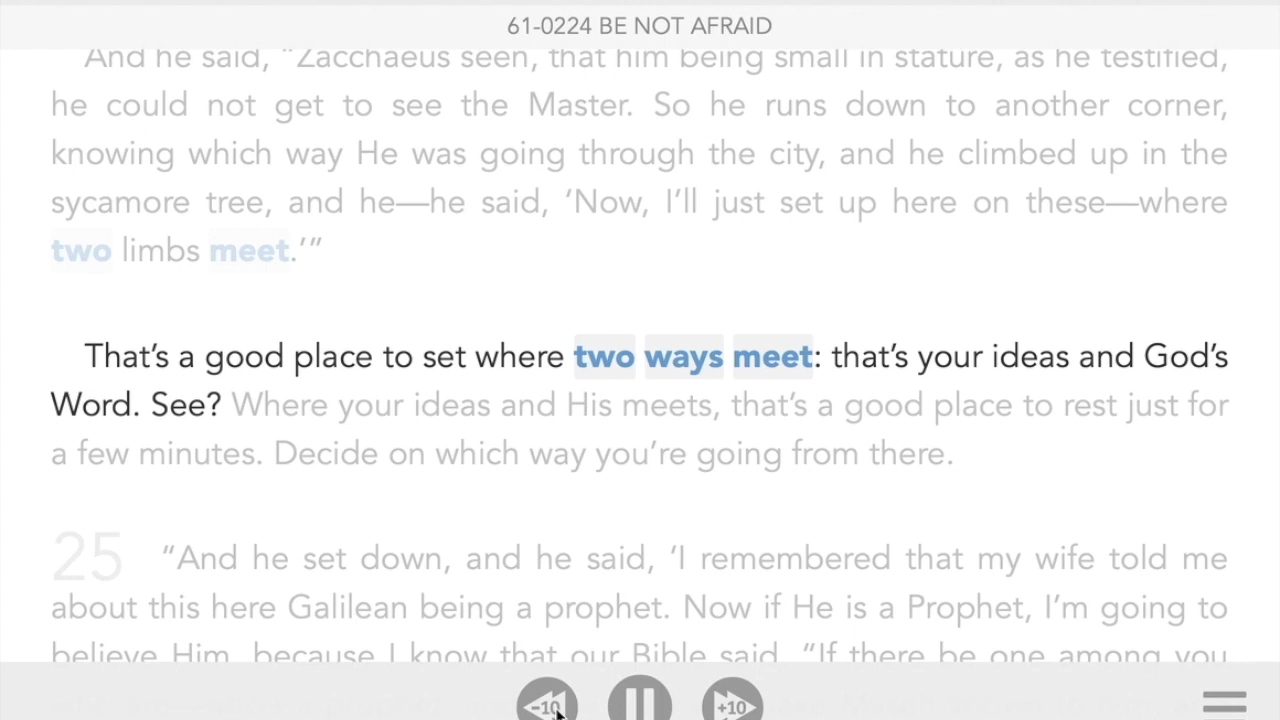 61-0224 BE NOT AFRAID
And he said, “Zacchaeus seen, that him being small in stature, as he testified,
he could not get to see the Master. So he runs down to another corner,
knowing which way He was going through the city, and he climbed up in the
sycamore tree, and he—he said, ‘Now, I’ll just set up here on these—where
two limbs meet.’”
That’s a good place to set where two ways meet: that’s your ideas and God’s
Word. See? Where your ideas and His meets, that’s a good place to rest just for
a few minutes. Decide on which way you’re going from there.
25 “And he set down, and he said, ‘I remembered that my wife told me
about this here Galilean being a prophet. Now if He is a Prophet, I’m going to
believe Him, because I know that our Bible said, “If there be one among you
-10 +10